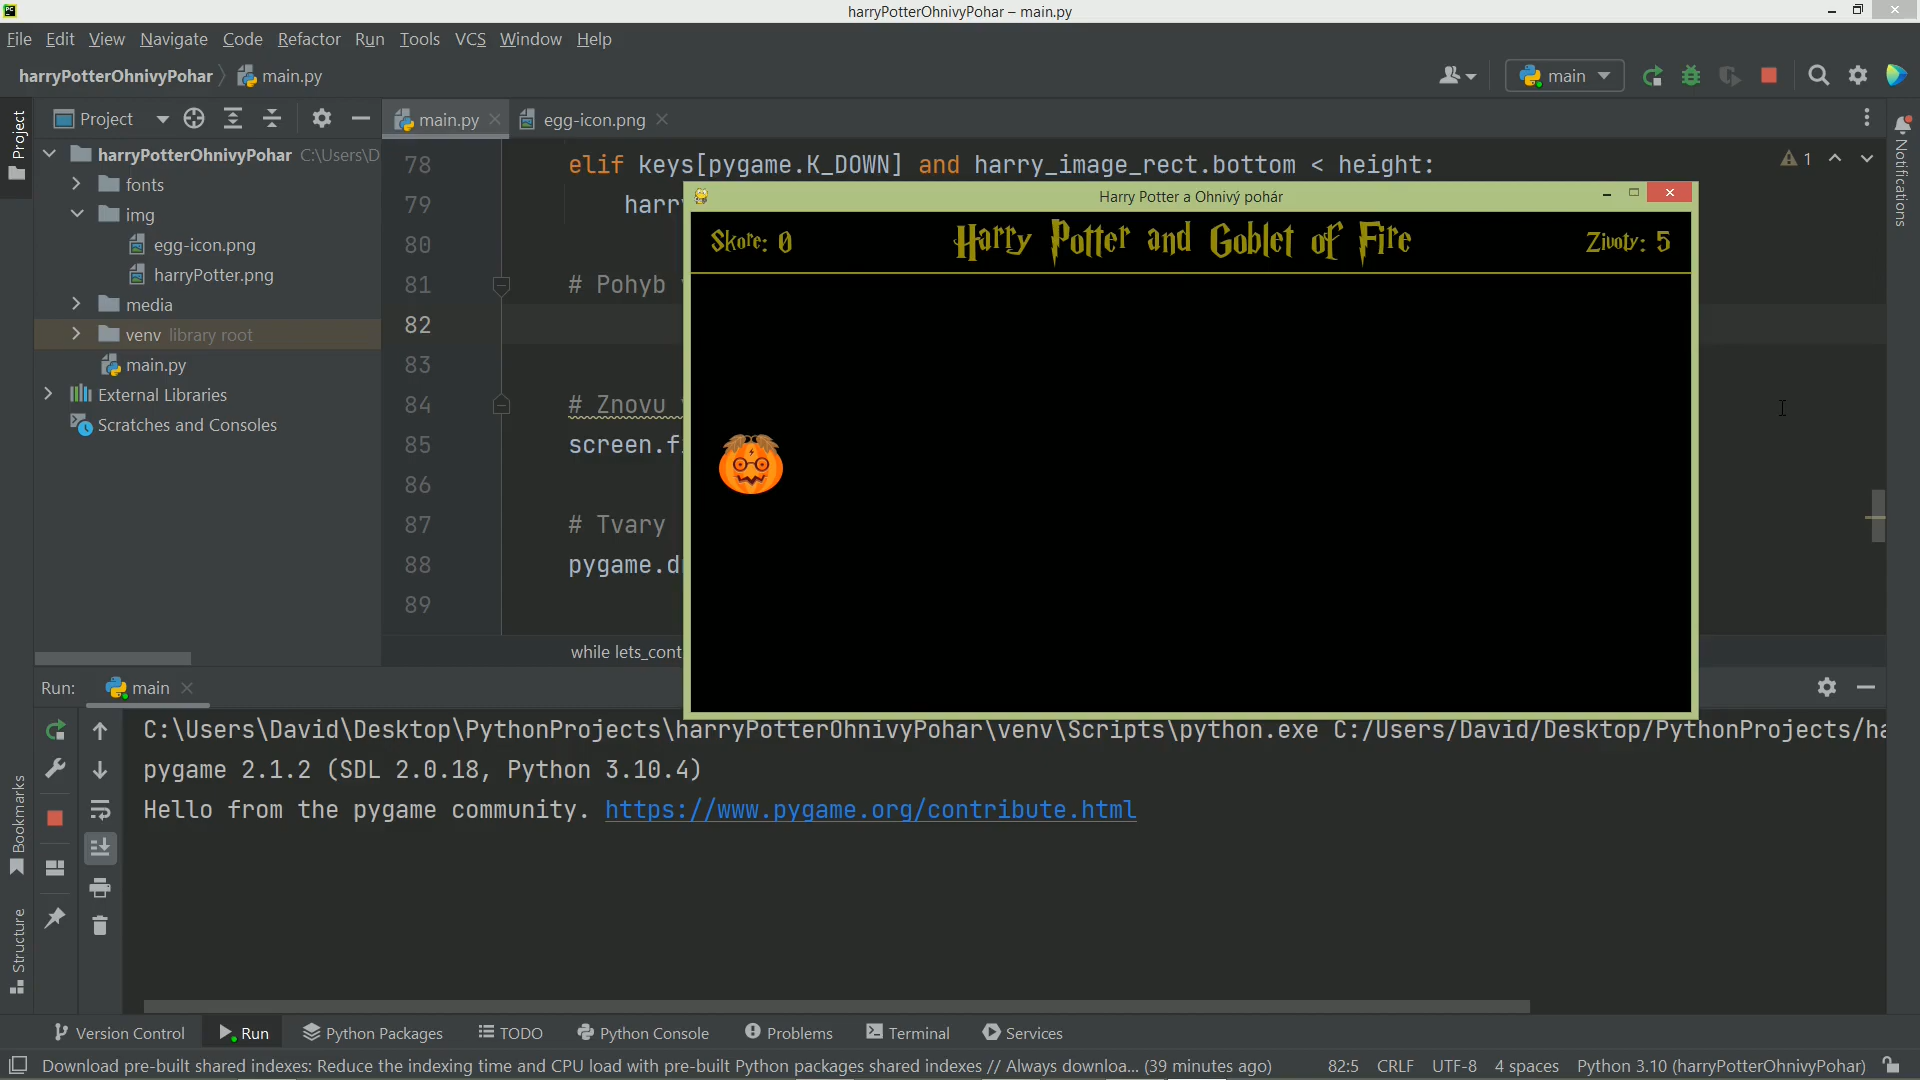 harryPotterOhnivyPohar – main.py
File Edit View Navigate Code Refactor Run Tools VCS Window Help
harryPotterOhnivyPohar main.py
main
Project
Project
main.py
egg-icon.png
Notifications
harryPotterOhnivyPohar C:\Users\D
fonts
img
egg-icon.png
harryPotter.png
media
venv library root
main.py
External Libraries
Scratches and Consoles
78 elif keys[pygame.K_DOWN] and harry_image_rect.bottom < height:
1
79 harry
80
81 # Pohyb
82
83
84 # Znovu
85 screen.f
86
87 # Tvary
88 pygame.d
89
while lets_cont
Harry Potter a Ohnivý pohár
Skore: 0
Harry Potter and Goblet of Fire
Zivoty: 5
Run: main
C:\Users\David\Desktop\PythonProjects\harryPotterOhnivyPohar\venv\Scripts\python.exe C:/Users/David/Desktop/PythonProjects/ha
pygame 2.1.2 (SDL 2.0.18, Python 3.10.4)
Hello from the pygame community. https://www.pygame.org/contribute.html
Bookmarks
Structure
Version Control Run Python Packages TODO Python Console Problems Terminal Services
Download pre-built shared indexes: Reduce the indexing time and CPU load with pre-built Python packages shared indexes // Always downloa... (39 minutes ago) 82:5 CRLF UTF-8 4 spaces Python 3.10 (harryPotterOhnivyPohar)